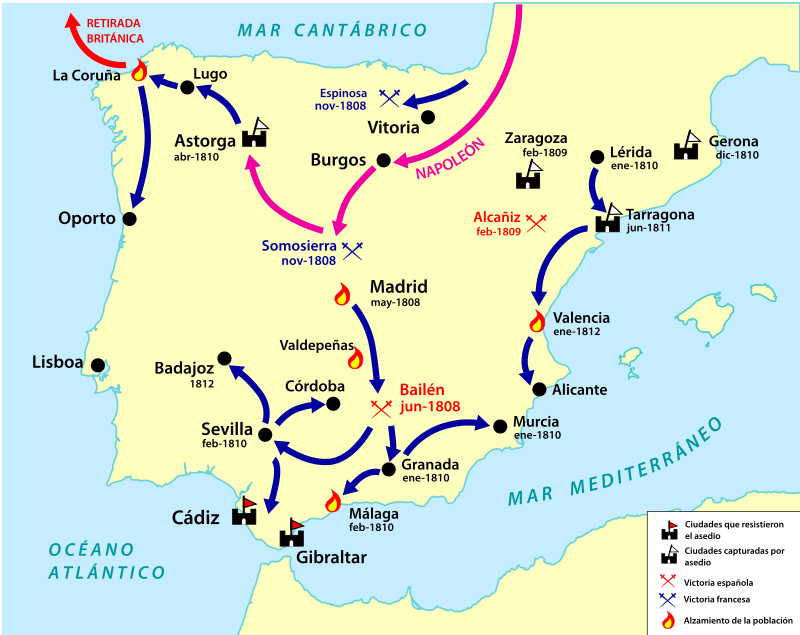 RETIRADA
BRITÁNICA
MAR CANTÁBRICO
La Coruña
Lugo
Espinosa
nov-1808
Vitoria
Astorga
abr-1810
Burgos
NAPOLEÓN
Zaragoza
feb-1809
Lérida
ene-1810
Gerona
dic-1810
Oporto
Alcañiz
feb-1809
Tarragona
jun-1811
Somosierra
nov-1808
Madrid
may-1808
Valencia
ene-1812
Valdepeñas
Lisboa
Badajoz
1812
Córdoba
Bailén
jun-1808
Alicante
Sevilla
feb-1810
Murcia
ene-1810
Granada
ene-1810
MAR MEDITERRÁNEO
Cádiz
Málaga
feb-1810
Gibraltar
OCÉANO
ATLÁNTICO
Ciudades que resistieron
el asedio
Ciudades capturadas por
asedio
Victoria española
Victoria francesa
Alzamiento de la población